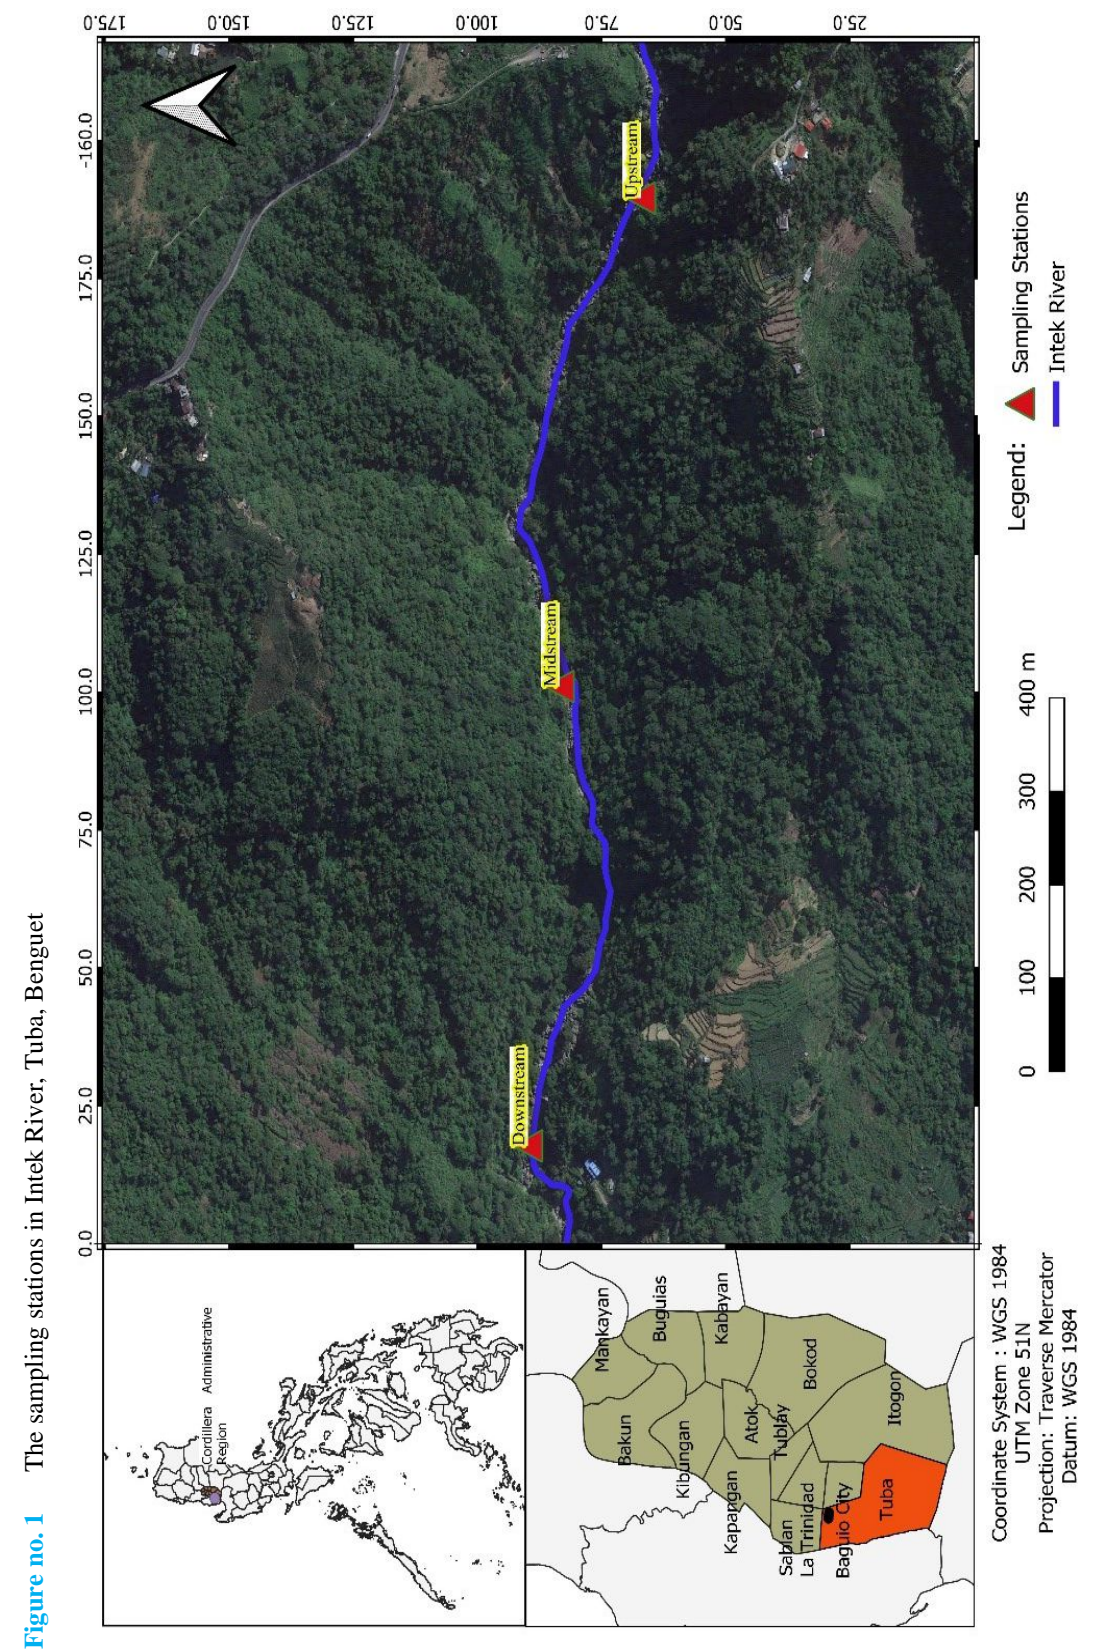 Figure no. 1 The sampling stations in Intek River, Tuba, Benguet
0.0
25.0
50.0
75.0
100.0
125.0
150.0
175.0
-160.0
175.0
150.0
125.0
100.0
75.0
50.0
25.0
Cordillera Administrative
Region
Downstream
Midstream
Upstream
Mankayan
Buguias
Bakun
Kabayan
Kibungan
Atok
Bokod
Kapapangan
Tublay
Sablan
La Trinidad
Itogon
Baguio City
Tuba
Coordinate System : WGS 1984
UTM Zone 51N
Projection: Traverse Mercator
Datum: WGS 1984
0 100 200 300 400 m
Legend:
Sampling Stations
Intek River